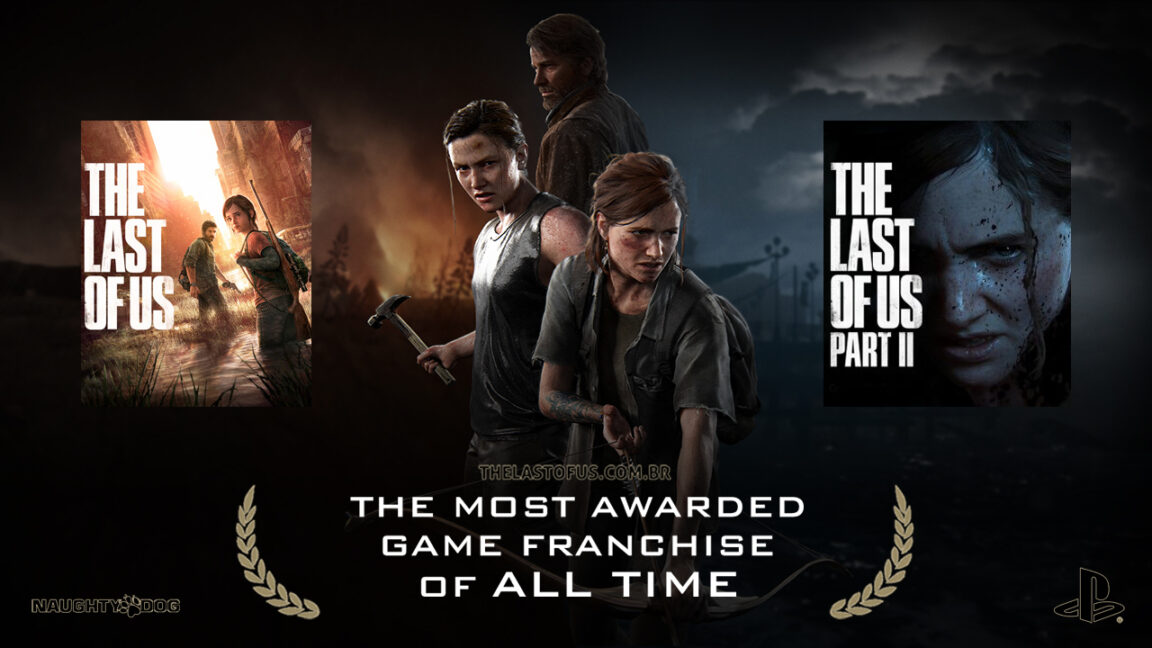 THE
LAST
OF US
THE
LAST
OF US
PART II
THELASTOFUS.COM.BR
THE MOST AWARDED
GAME FRANCHISE
OF ALL TIME
NAUGHTY DOG